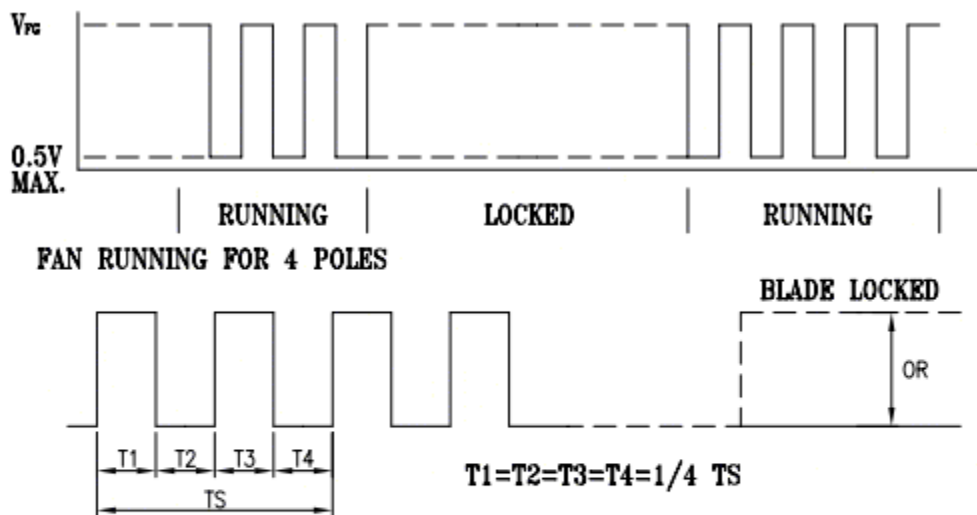 VFG
0.5V
MAX.
RUNNING LOCKED RUNNING
FAN RUNNING FOR 4 POLES
BLADE LOCKED
OR
T1 T2 T3 T4
TS
T1=T2=T3=T4=1/4 TS